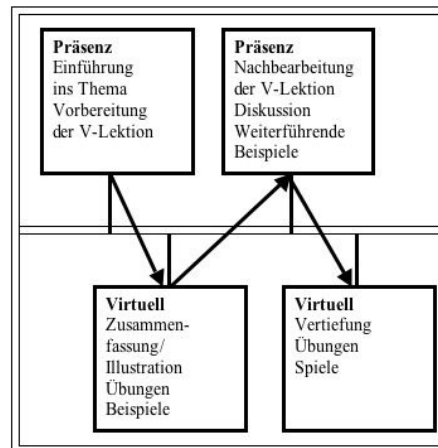 Präsenz
Einführung
ins Thema
Vorbereitung
der V-Lektion
Präsenz
Nachbearbeitung
der V-Lektion
Diskussion
Weiterführende
Beispiele
Virtuell
Zusammen-
fassung/
Illustration
Übungen
Beispiele
Virtuell
Vertiefung
Übungen
Spiele